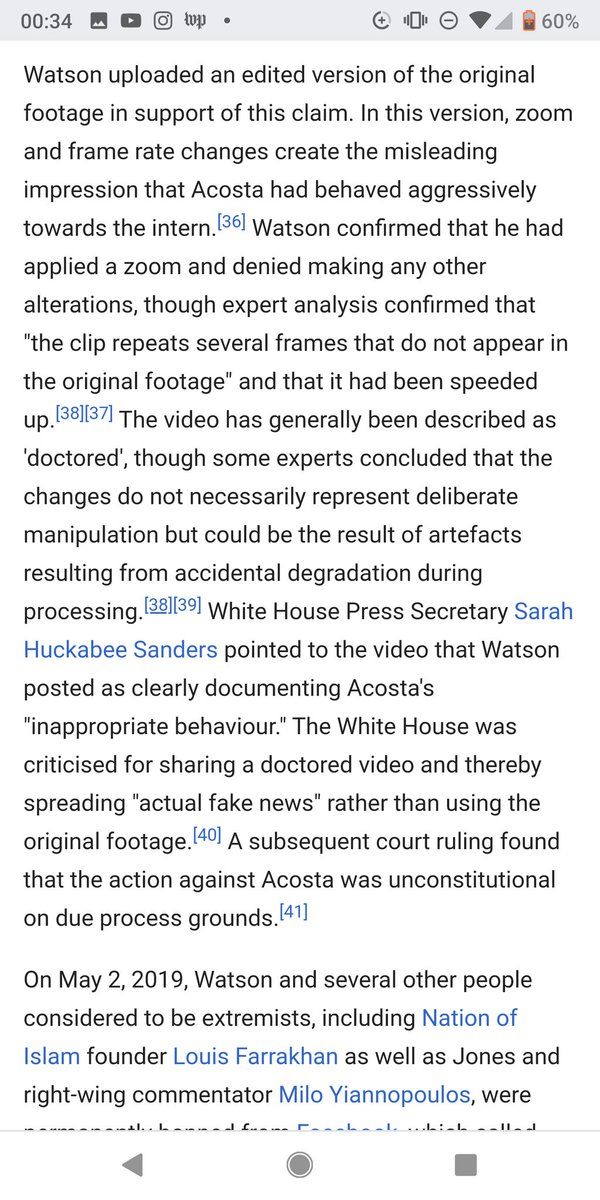 00:34
60%
Watson uploaded an edited version of the original
footage in support of this claim. In this version, zoom
and frame rate changes create the misleading
impression that Acosta had behaved aggressively
towards the intern.[36] Watson confirmed that he had
applied a zoom and denied making any other
alterations, though expert analysis confirmed that
"the clip repeats several frames that do not appear in
the original footage" and that it had been speeded
up.[38][37] The video has generally been described as
'doctored', though some experts concluded that the
changes do not necessarily represent deliberate
manipulation but could be the result of artefacts
resulting from accidental degradation during
processing.[38][39] White House Press Secretary Sarah
Huckabee Sanders pointed to the video that Watson
posted as clearly documenting Acosta's
"inappropriate behaviour." The White House was
criticised for sharing a doctored video and thereby
spreading "actual fake news" rather than using the
original footage.[40] A subsequent court ruling found
that the action against Acosta was unconstitutional
on due process grounds.[41]
On May 2, 2019, Watson and several other people
considered to be extremists, including Nation of
Islam founder Louis Farrakhan as well as Jones and
right-wing commentator Milo Yiannopoulos, were
permanently banned from Facebook, which called